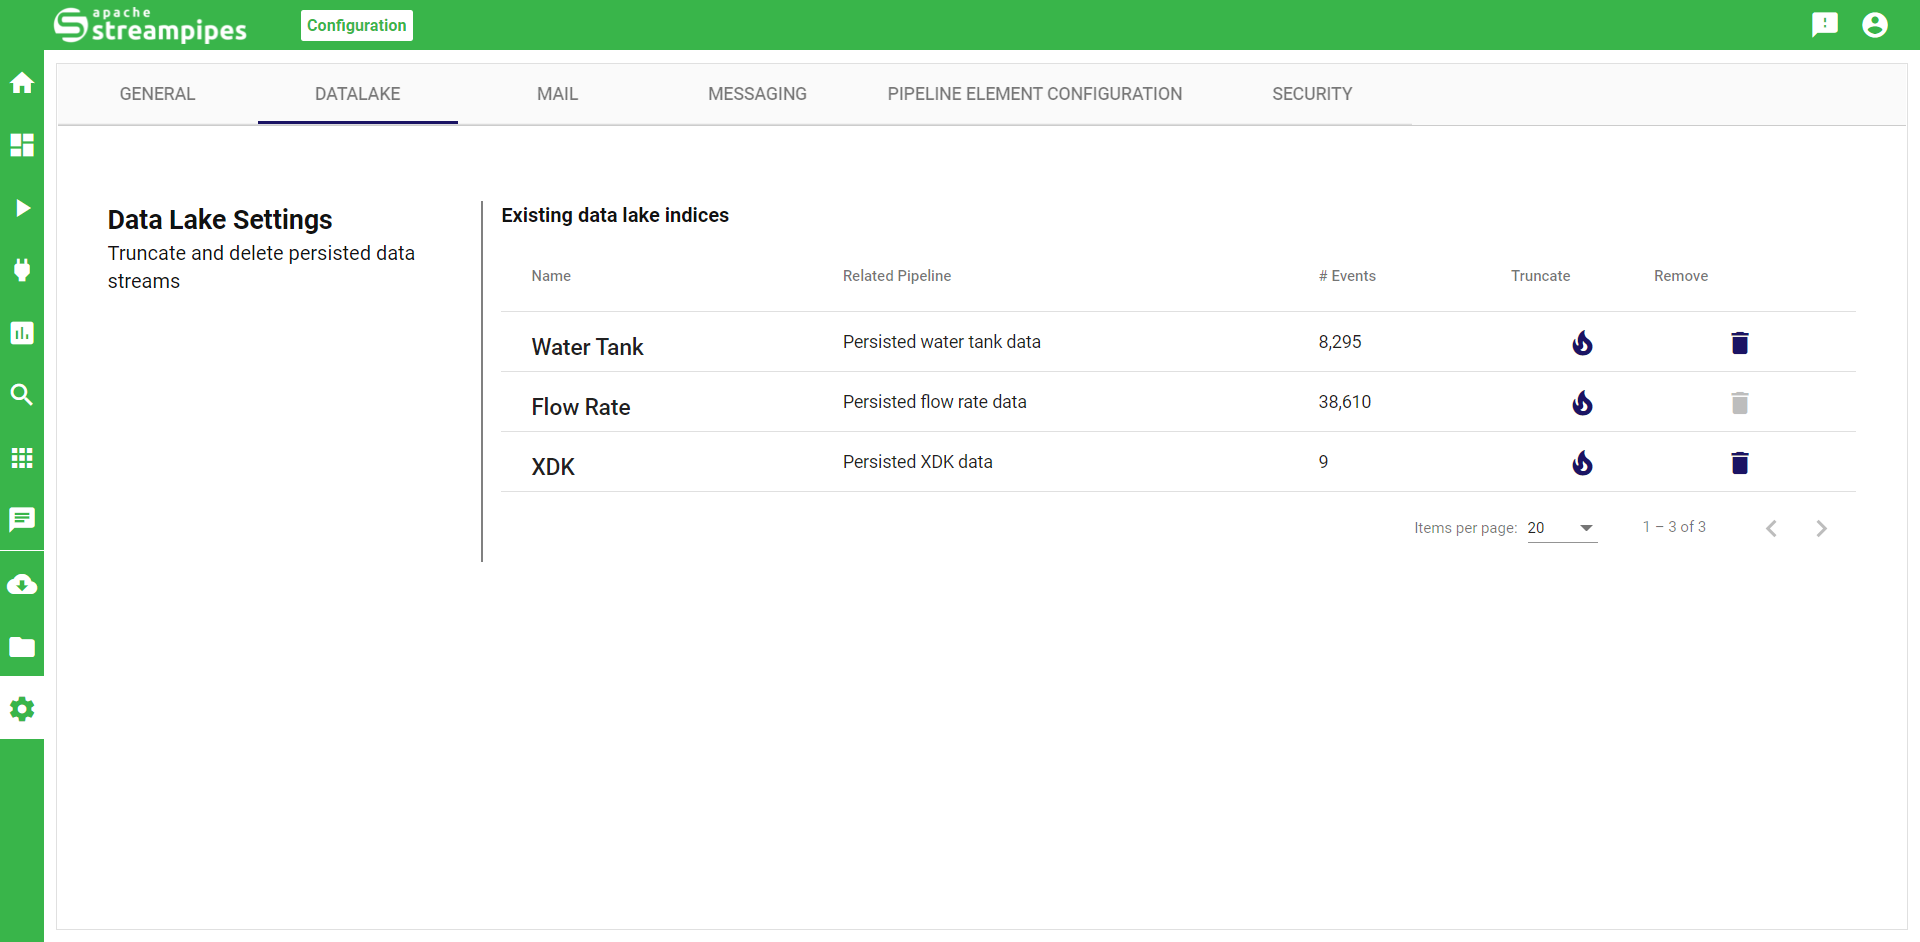 apache
streampipes
Configuration
GENERAL DATALAKE MAIL MESSAGING PIPELINE ELEMENT CONFIGURATION SECURITY
Data Lake Settings
Truncate and delete persisted data
streams
Existing data lake indices
Name Related Pipeline # Events Truncate Remove
Water Tank Persisted water tank data 8,295
Flow Rate Persisted flow rate data 38,610
XDK Persisted XDK data 9
Items per page: 20 1 – 3 of 3